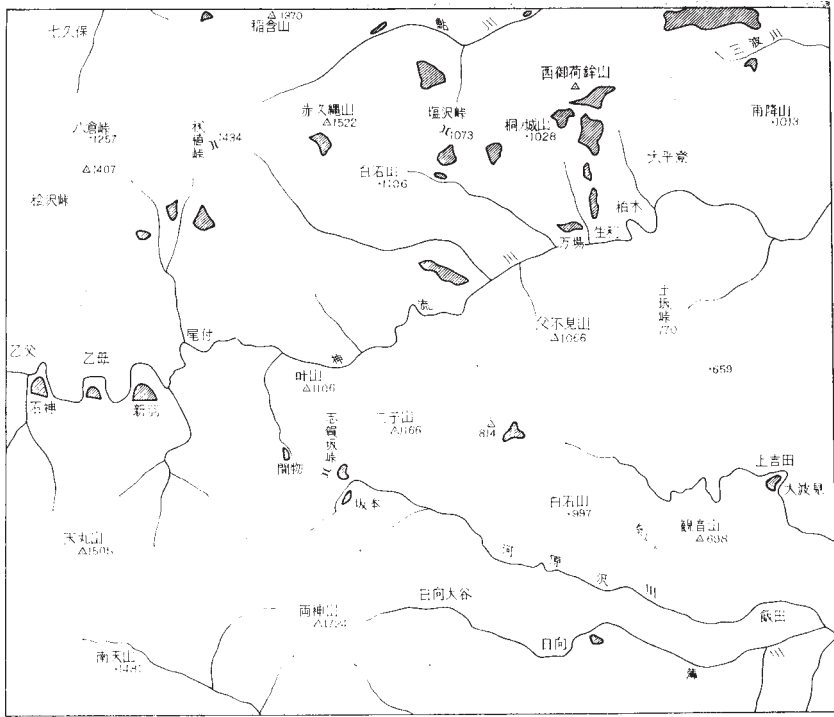 七久保
稲含山
△1370
鮎
川
三波川
西御荷鉾山
△
赤久縄山
△1522
塩沢峠
1073
桐ノ城山
・1028
雨降山
・1013
八倉峠
・1257
杖植峠
1434
△1407
白石山
・1106
大平愛
桧沢峠
柏木
生利
万場
川
流
神
土坂峠
770
父不見山
△1066
尾付
乙父
乙母
石神
新羽
叶山
△1106
・659
二子山
△1166
△
814
志賀坂峠
間物
坂本
上吉田
大波見
白石山
・997
観音山
△698
天丸山
△1505
河
原
沢
川
両神山
△1724
日向大谷
飯田
日向
南天山
薄
川